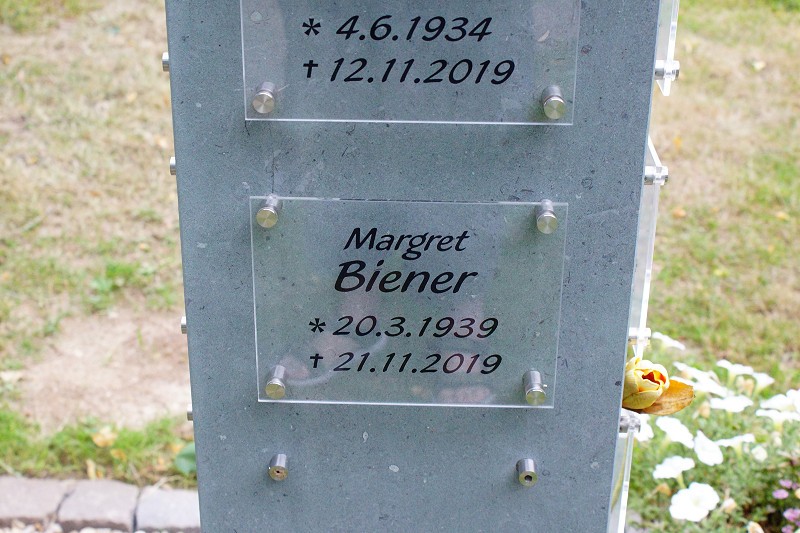 * 4.6.1934
† 12.11.2019
Margret
Biener
* 20.3.1939
† 21.11.2019